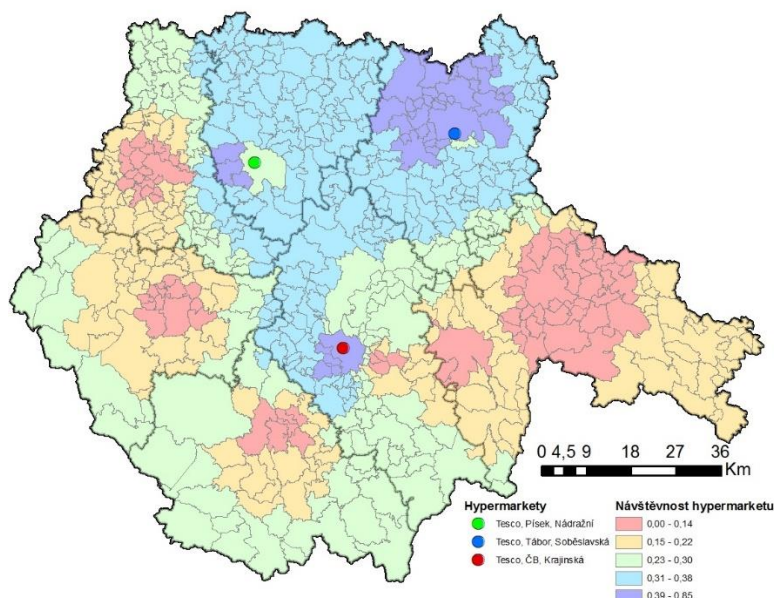 0 4,5 9 18 27 36
Km
Hypermarkety
Tesco, Písek, Nádražní
Tesco, Tábor, Soběslavská
Tesco, ČB, Krajinská
Návštěvnost hypermarketu
0,00 - 0,14
0,15 - 0,22
0,23 - 0,30
0,31 - 0,38
0,39 - 0,85